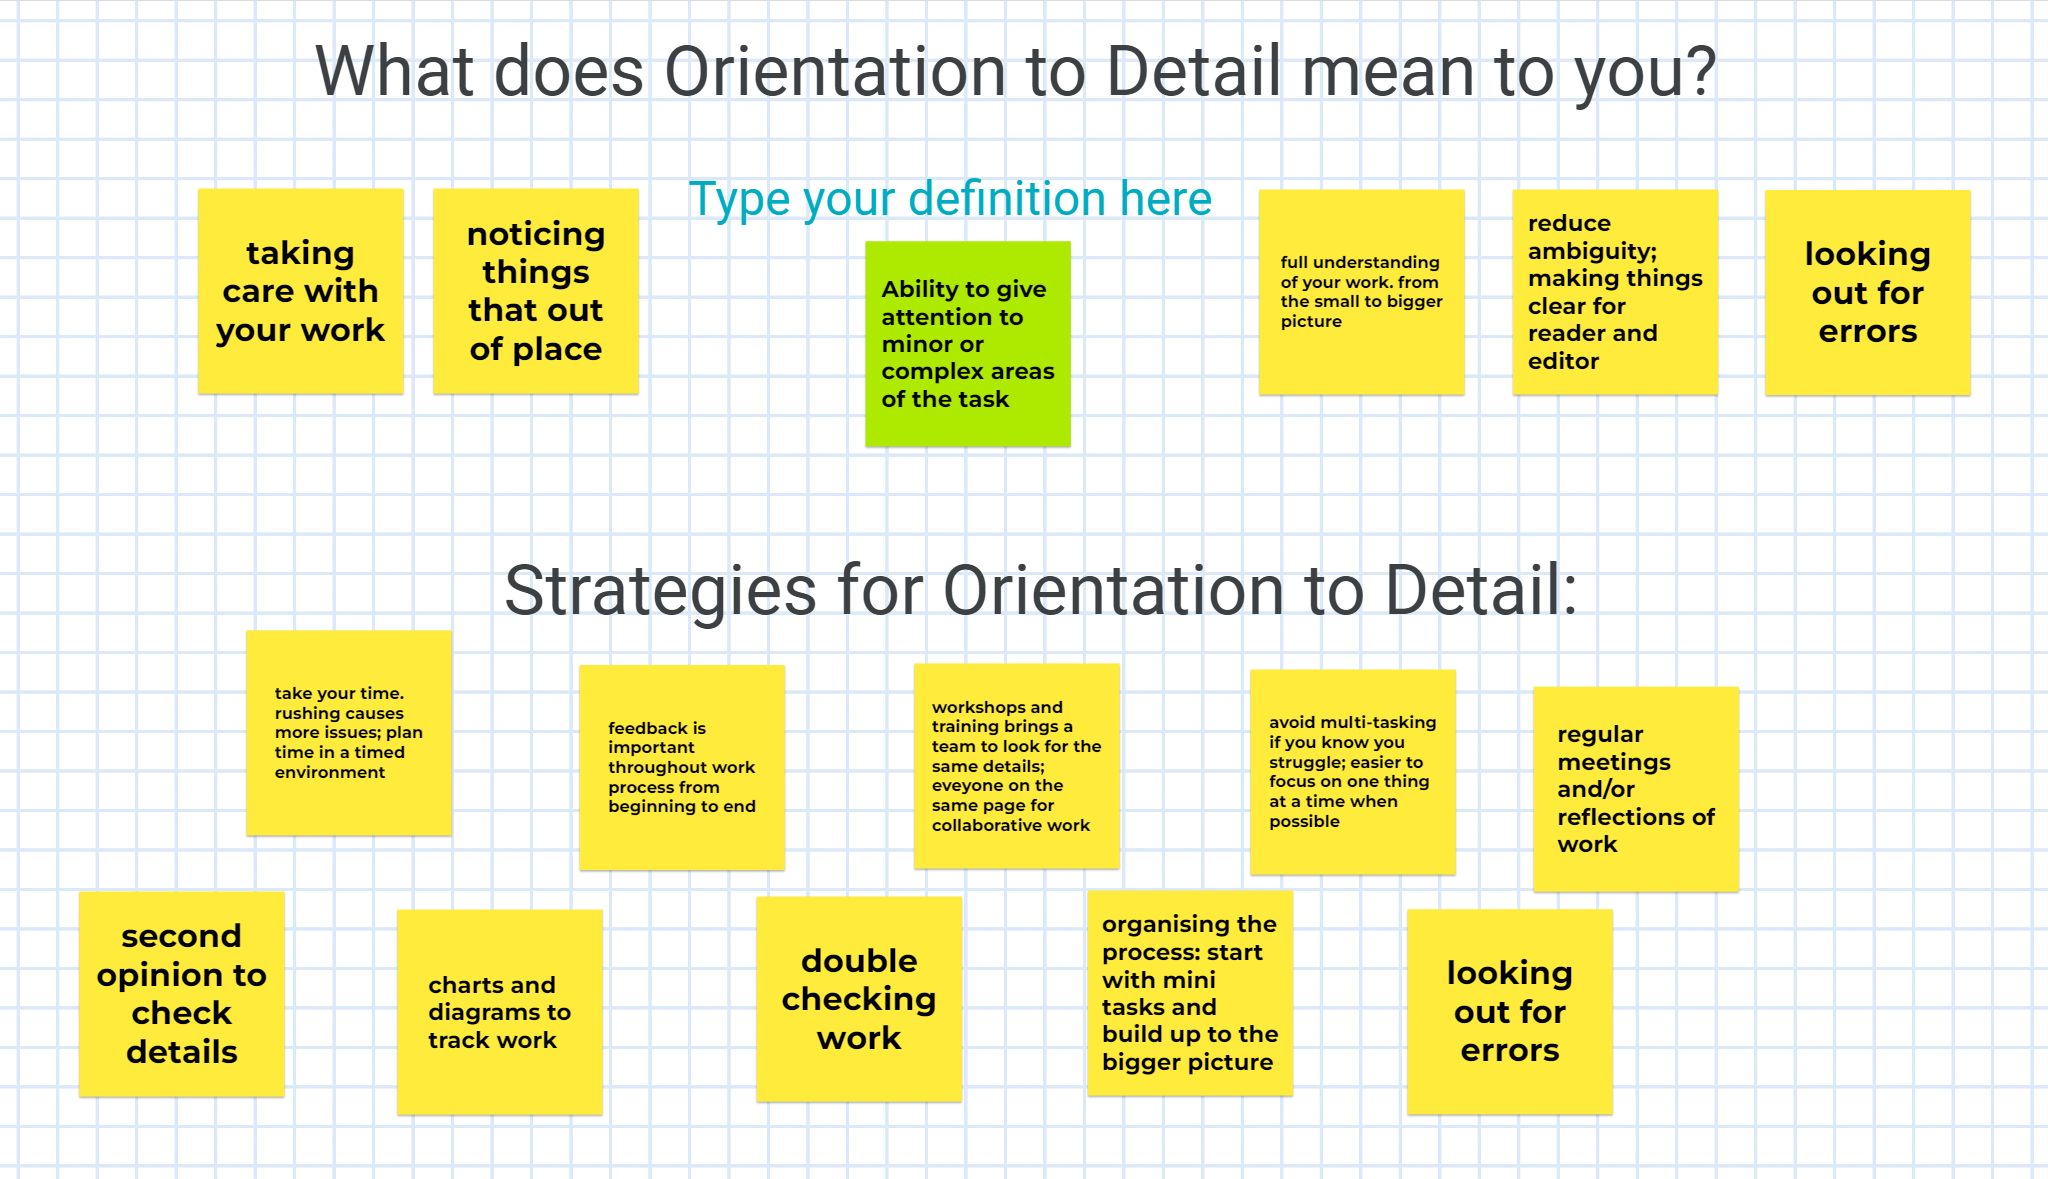 What does Orientation to Detail mean to you?
taking
care with
your work
noticing
things
that out
of place
Type your definition here
Ability to give
attention to
minor or
complex areas
of the task
full understanding
of your work. from
the small to bigger
picture
reduce
ambiguity;
making things
clear for
reader and
editor
looking
out for
errors
Strategies for Orientation to Detail:
take your time.
rushing causes
more issues; plan
time in a timed
environment
feedback is
important
throughout work
process from
beginning to end
workshops and
training brings a
team to look for the
same details;
eveyone on the
same page for
collaborative work
avoid multi-tasking
if you know you
struggle; easier to
focus on one thing
at a time when
possible
regular
meetings
and/or
reflections of
work
second
opinion to
check
details
charts and
diagrams to
track work
double
checking
work
organising the
process: start
with mini
tasks and
build up to the
bigger picture
looking
out for
errors